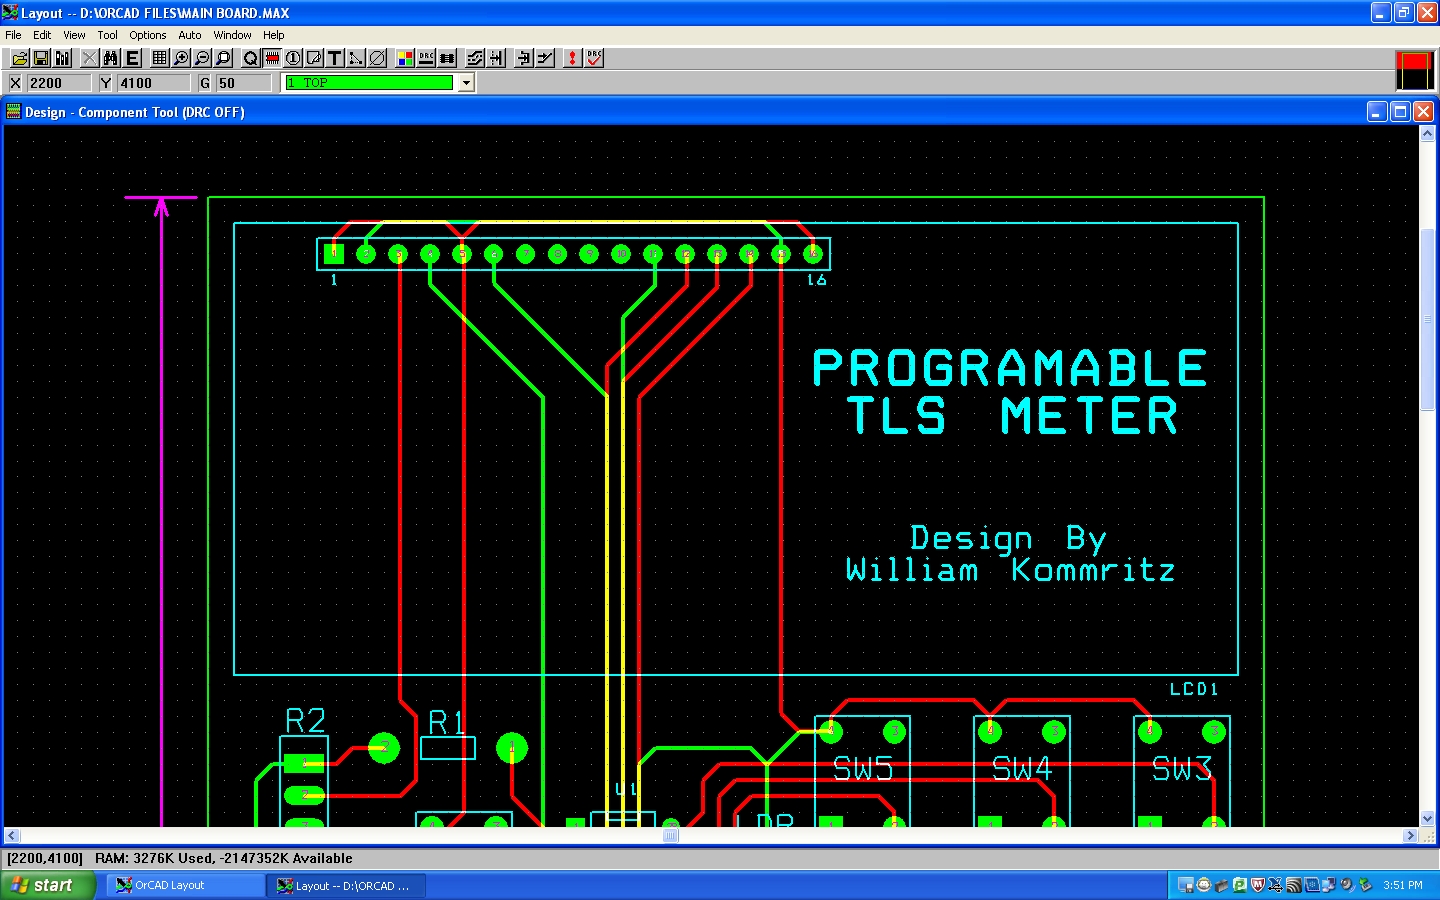 Layout -- D:\ORCAD FILES\MAIN BOARD.MAX
File Edit View Tool Options Auto Window Help
X 2200 Y 4100 G 50 1 TOP
Design - Component Tool (DRC OFF)
1 16
PROGRAMABLE
TLS METER
Design By
William Kommritz
LCD1
R2 R1
SW5 SW4 SW3
U1
LDR
[2200,4100] RAM: 3276K Used, -2147352K Available
start OrCAD Layout Layout -- D:\ORCAD ... 3:51 PM